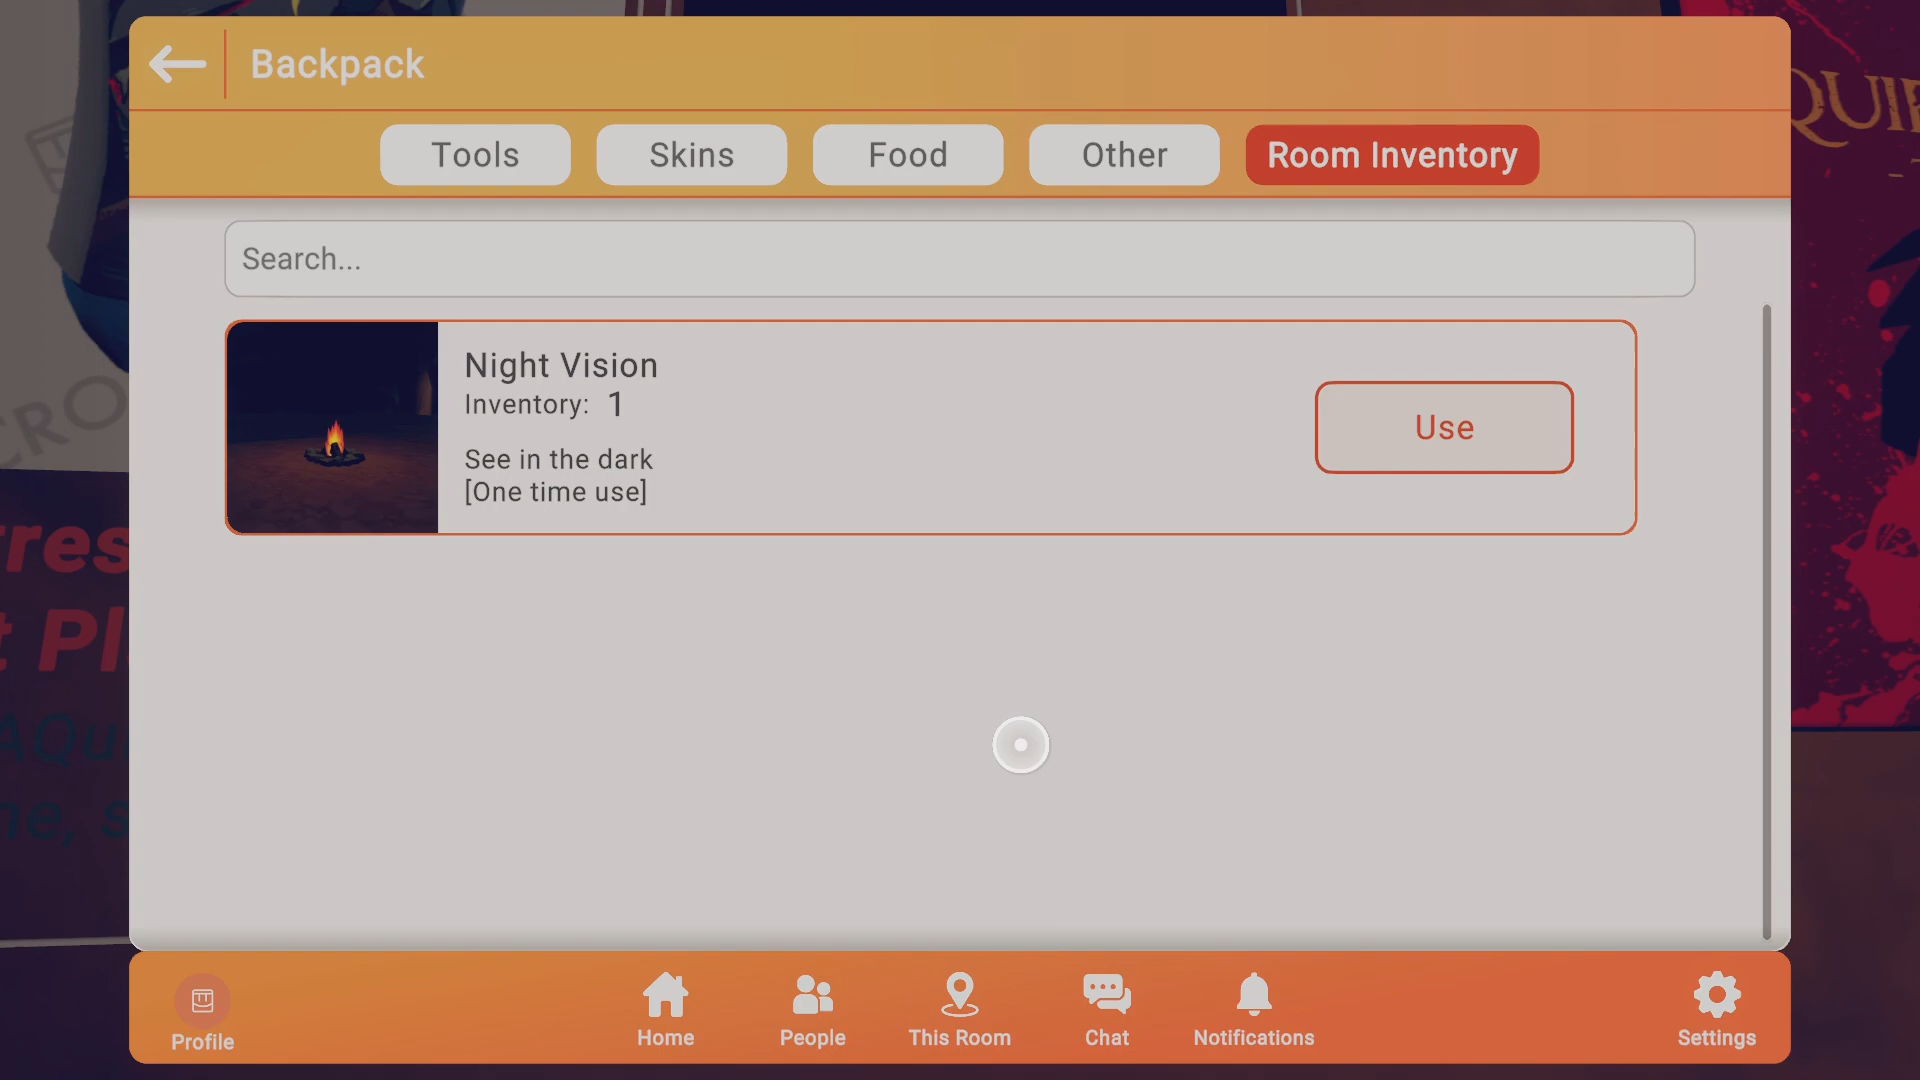 Backpack
Tools
Skins
Food
Other
Room Inventory
Search...
Night Vision
Inventory: 1
See in the dark
[One time use]
Use
Profile
Home
People
This Room
Chat
Notifications
Settings